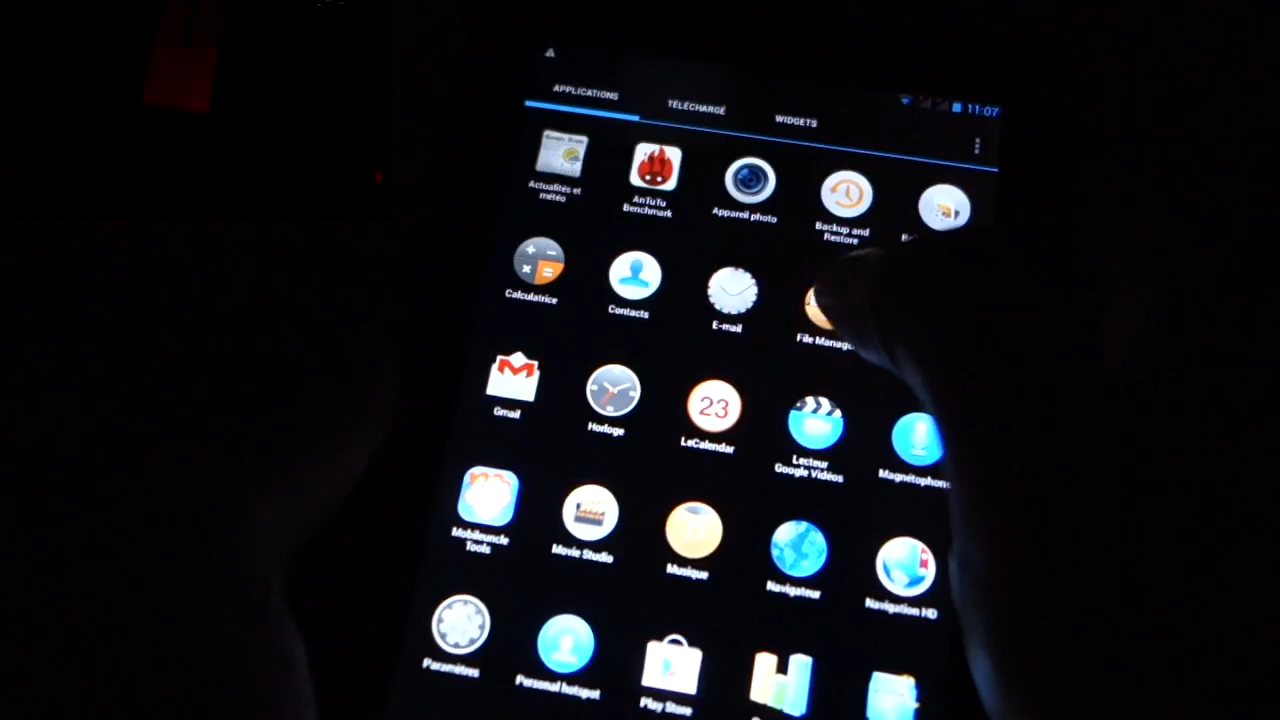 11:07
APPLICATIONS
TÉLÉCHARGÉ
WIDGETS
Actualités et
météo
AnTuTu
Benchmark
Appareil photo
Backup and
Restore
Calculatrice
Contacts
E-mail
File Manage
Gmail
Horloge
23
LeCalendar
Lecteur
Google Vidéos
Magnétophone
Mobileuncle
Tools
Movie Studio
Musique
Navigateur
Navigation HD
Paramètres
Personal hotspot
Play Store